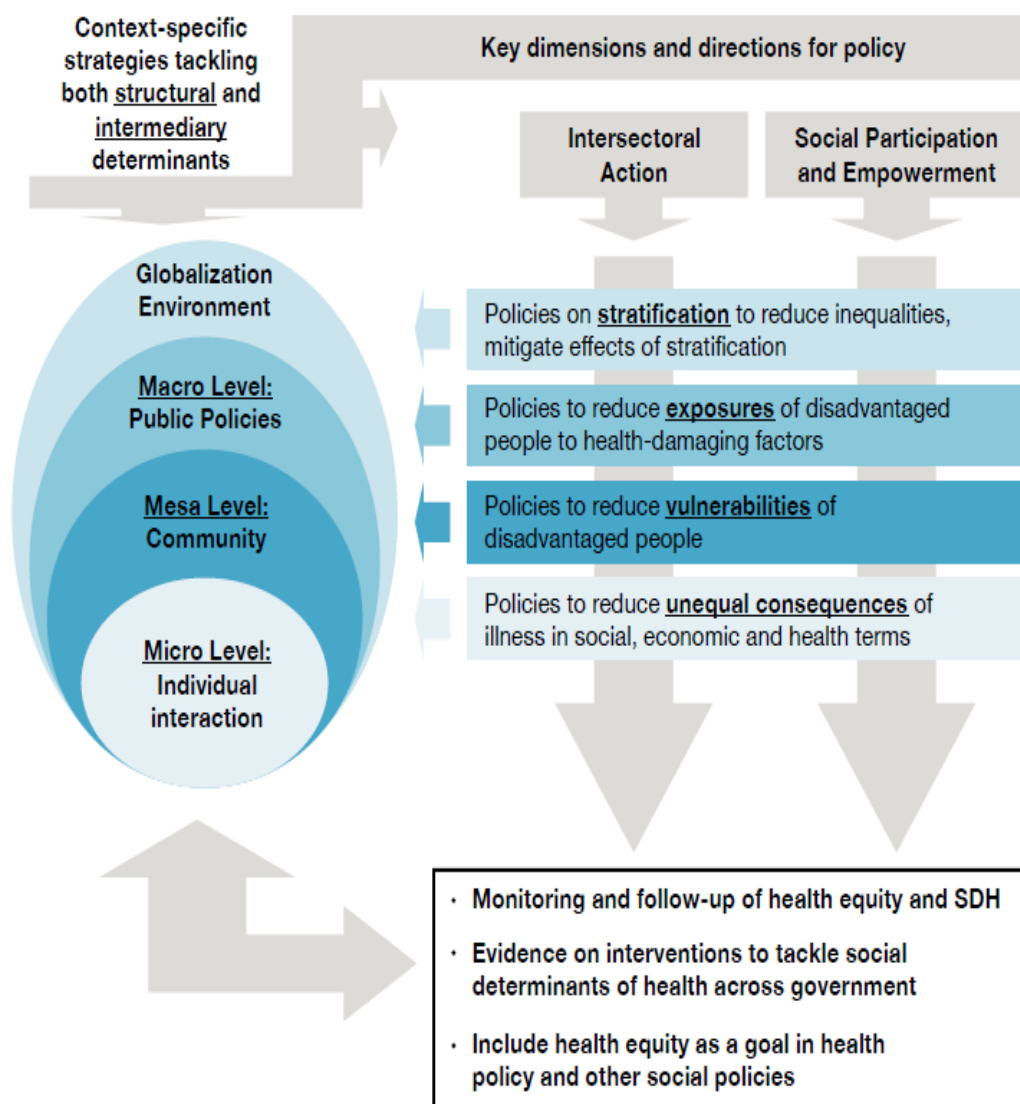 Context-specific
strategies tackling
both structural and
intermediary
determinants
Key dimensions and directions for policy
Intersectoral
Action
Social Participation
and Empowerment
Globalization
Environment
Macro Level:
Public Policies
Mesa Level:
Community
Micro Level:
Individual
interaction
Policies on stratification to reduce inequalities,
mitigate effects of stratification
Policies to reduce exposures of disadvantaged
people to health-damaging factors
Policies to reduce vulnerabilities of
disadvantaged people
Policies to reduce unequal consequences of
illness in social, economic and health terms
· Monitoring and follow-up of health equity and SDH
· Evidence on interventions to tackle social
determinants of health across government
· Include health equity as a goal in health
policy and other social policies